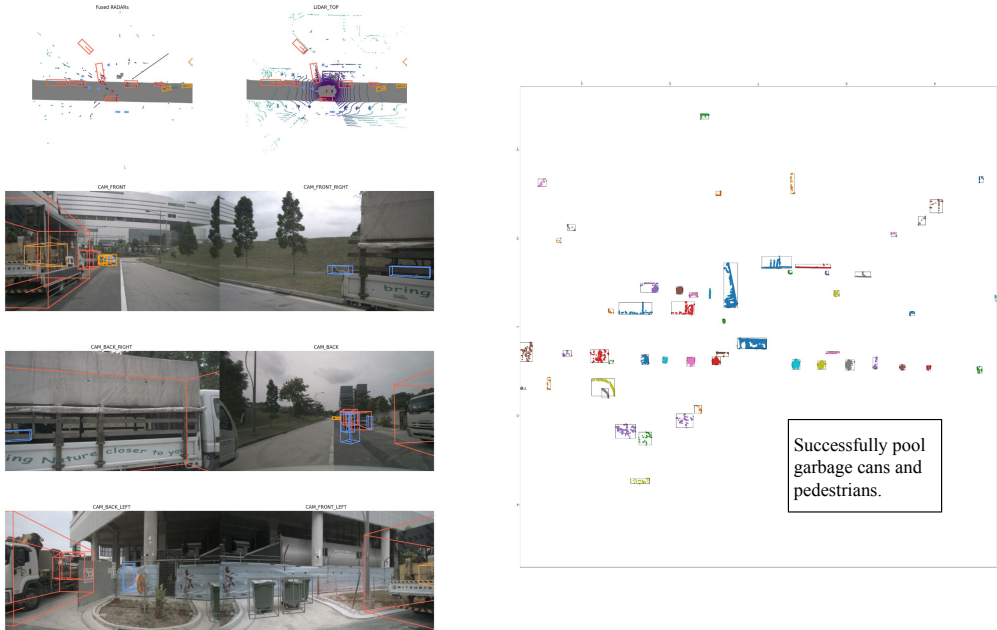 Fused RADARs
LIDAR_TOP
CAM_FRONT
CAM_FRONT_RIGHT
bring
CAM_BACK_RIGHT
CAM_BACK
ing Nature closer to you
CAM_BACK_LEFT
CAM_FRONT_LEFT
Successfully pool
garbage cans and
pedestrians.